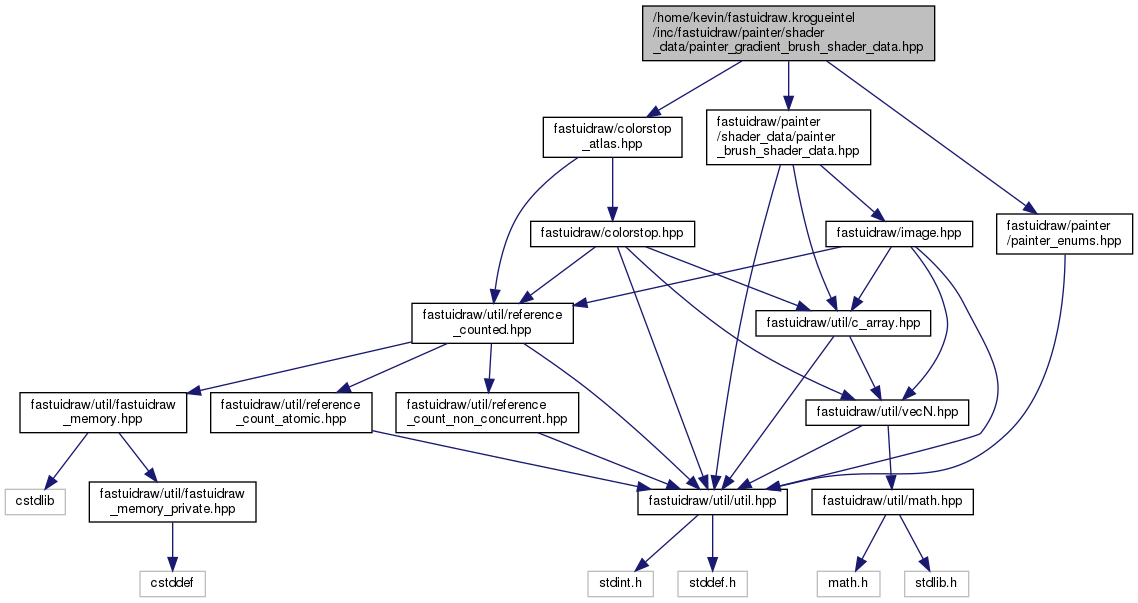 /home/kevin/fastuidraw.krogueintel
/inc/fastuidraw/painter/shader
_data/painter_gradient_brush_shader_data.hpp
fastuidraw/colorstop
_atlas.hpp
fastuidraw/painter
/shader_data/painter
_brush_shader_data.hpp
fastuidraw/colorstop.hpp
fastuidraw/image.hpp
fastuidraw/painter
/painter_enums.hpp
fastuidraw/util/reference
_counted.hpp
fastuidraw/util/c_array.hpp
fastuidraw/util/fastuidraw
_memory.hpp
fastuidraw/util/reference
_count_atomic.hpp
fastuidraw/util/reference
_count_non_concurrent.hpp
fastuidraw/util/vecN.hpp
cstdlib
fastuidraw/util/fastuidraw
_memory_private.hpp
fastuidraw/util/util.hpp
fastuidraw/util/math.hpp
cstddef
stdint.h
stddef.h
math.h
stdlib.h